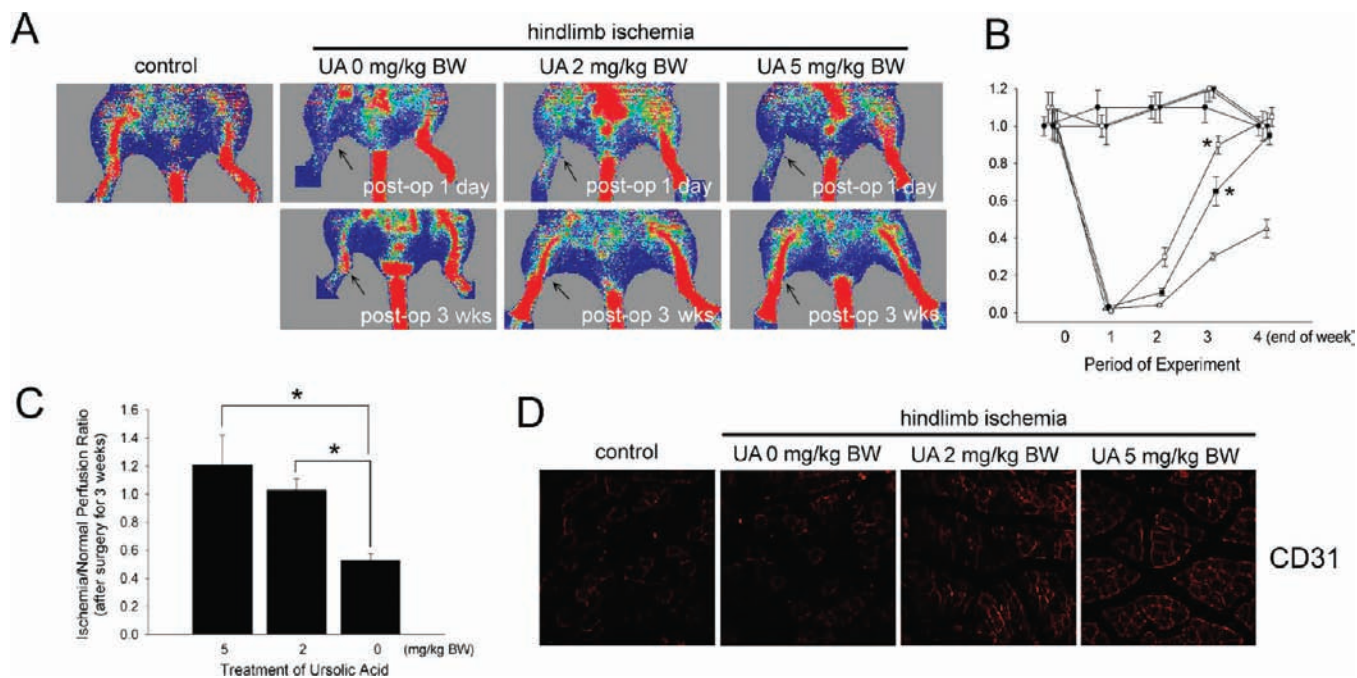 A
hindlimb ischemia
control
UA 0 mg/kg BW
UA 2 mg/kg BW
UA 5 mg/kg BW
post-op 1 day
post-op 1 day
post-op 1 day
post-op 3 wks
post-op 3 wks
post-op 3 wks
B
1.2
1.0
0.8
0.6
0.4
0.2
0.0
*
*
0 1 2 3 4 (end of week)
Period of Experiment
C
Ischemia/Normal Perfusion Ratio
(after surgery for 3 weeks)
1.6
1.4
1.2
1.0
0.8
0.6
0.4
0.2
0.0
*
*
5 2 0 (mg/kg BW)
Treatment of Ursolic Acid
D
hindlimb ischemia
control
UA 0 mg/kg BW
UA 2 mg/kg BW
UA 5 mg/kg BW
CD31